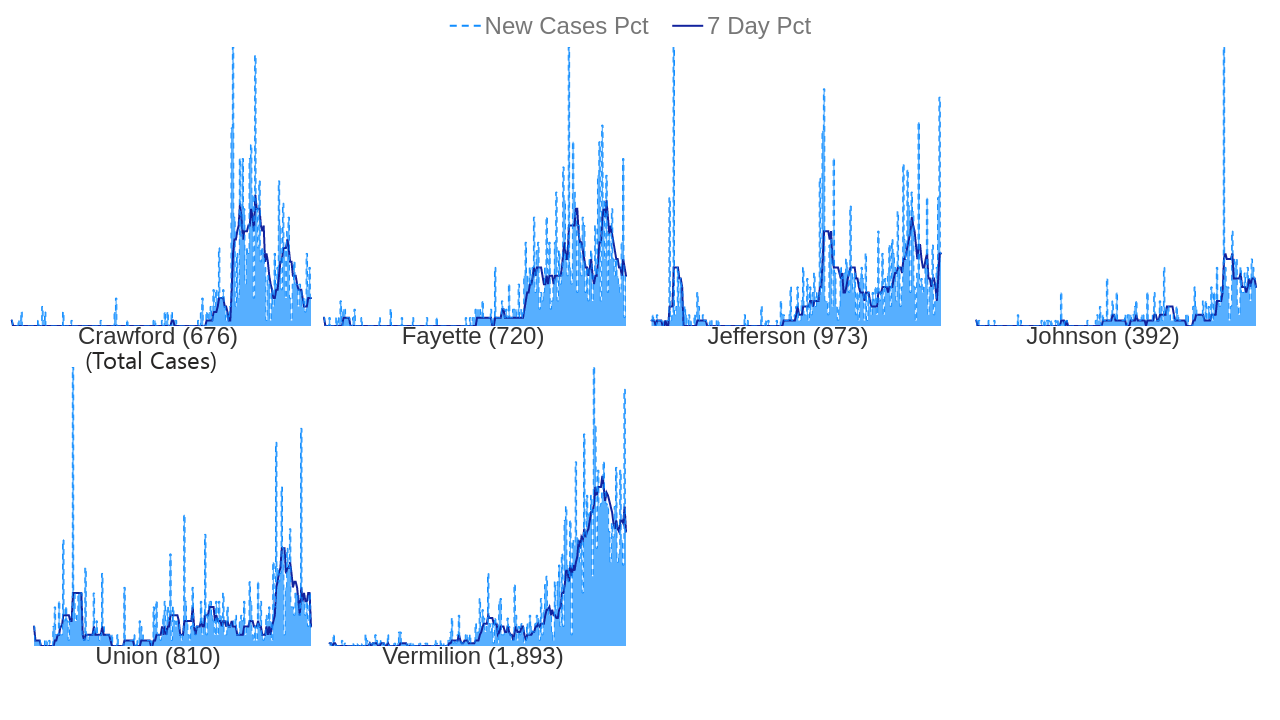 New Cases Pct 7 Day Pct
Crawford (676) Fayette (720) Jefferson (973) Johnson (392)
(Total Cases)
Union (810) Vermilion (1,893)